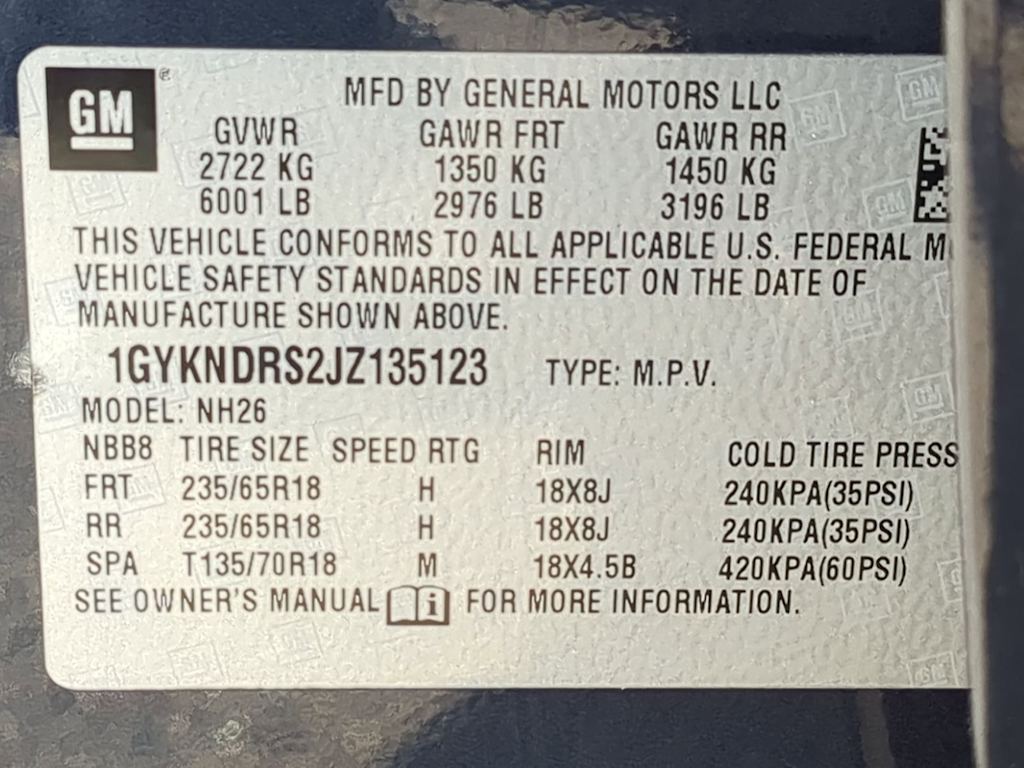 GM ®
MFD BY GENERAL MOTORS LLC
GVWR GAWR FRT GAWR RR
2722 KG 1350 KG 1450 KG
6001 LB 2976 LB 3196 LB
THIS VEHICLE CONFORMS TO ALL APPLICABLE U.S. FEDERAL M
VEHICLE SAFETY STANDARDS IN EFFECT ON THE DATE OF
MANUFACTURE SHOWN ABOVE.
1GYKNDRS2JZ135123 TYPE: M.P.V.
MODEL: NH26
NBB8 TIRE SIZE SPEED RTG RIM COLD TIRE PRESS
FRT 235/65R18 H 18X8J 240KPA(35PSI)
RR 235/65R18 H 18X8J 240KPA(35PSI)
SPA T135/70R18 M 18X4.5B 420KPA(60PSI)
SEE OWNER'S MANUAL i FOR MORE INFORMATION.